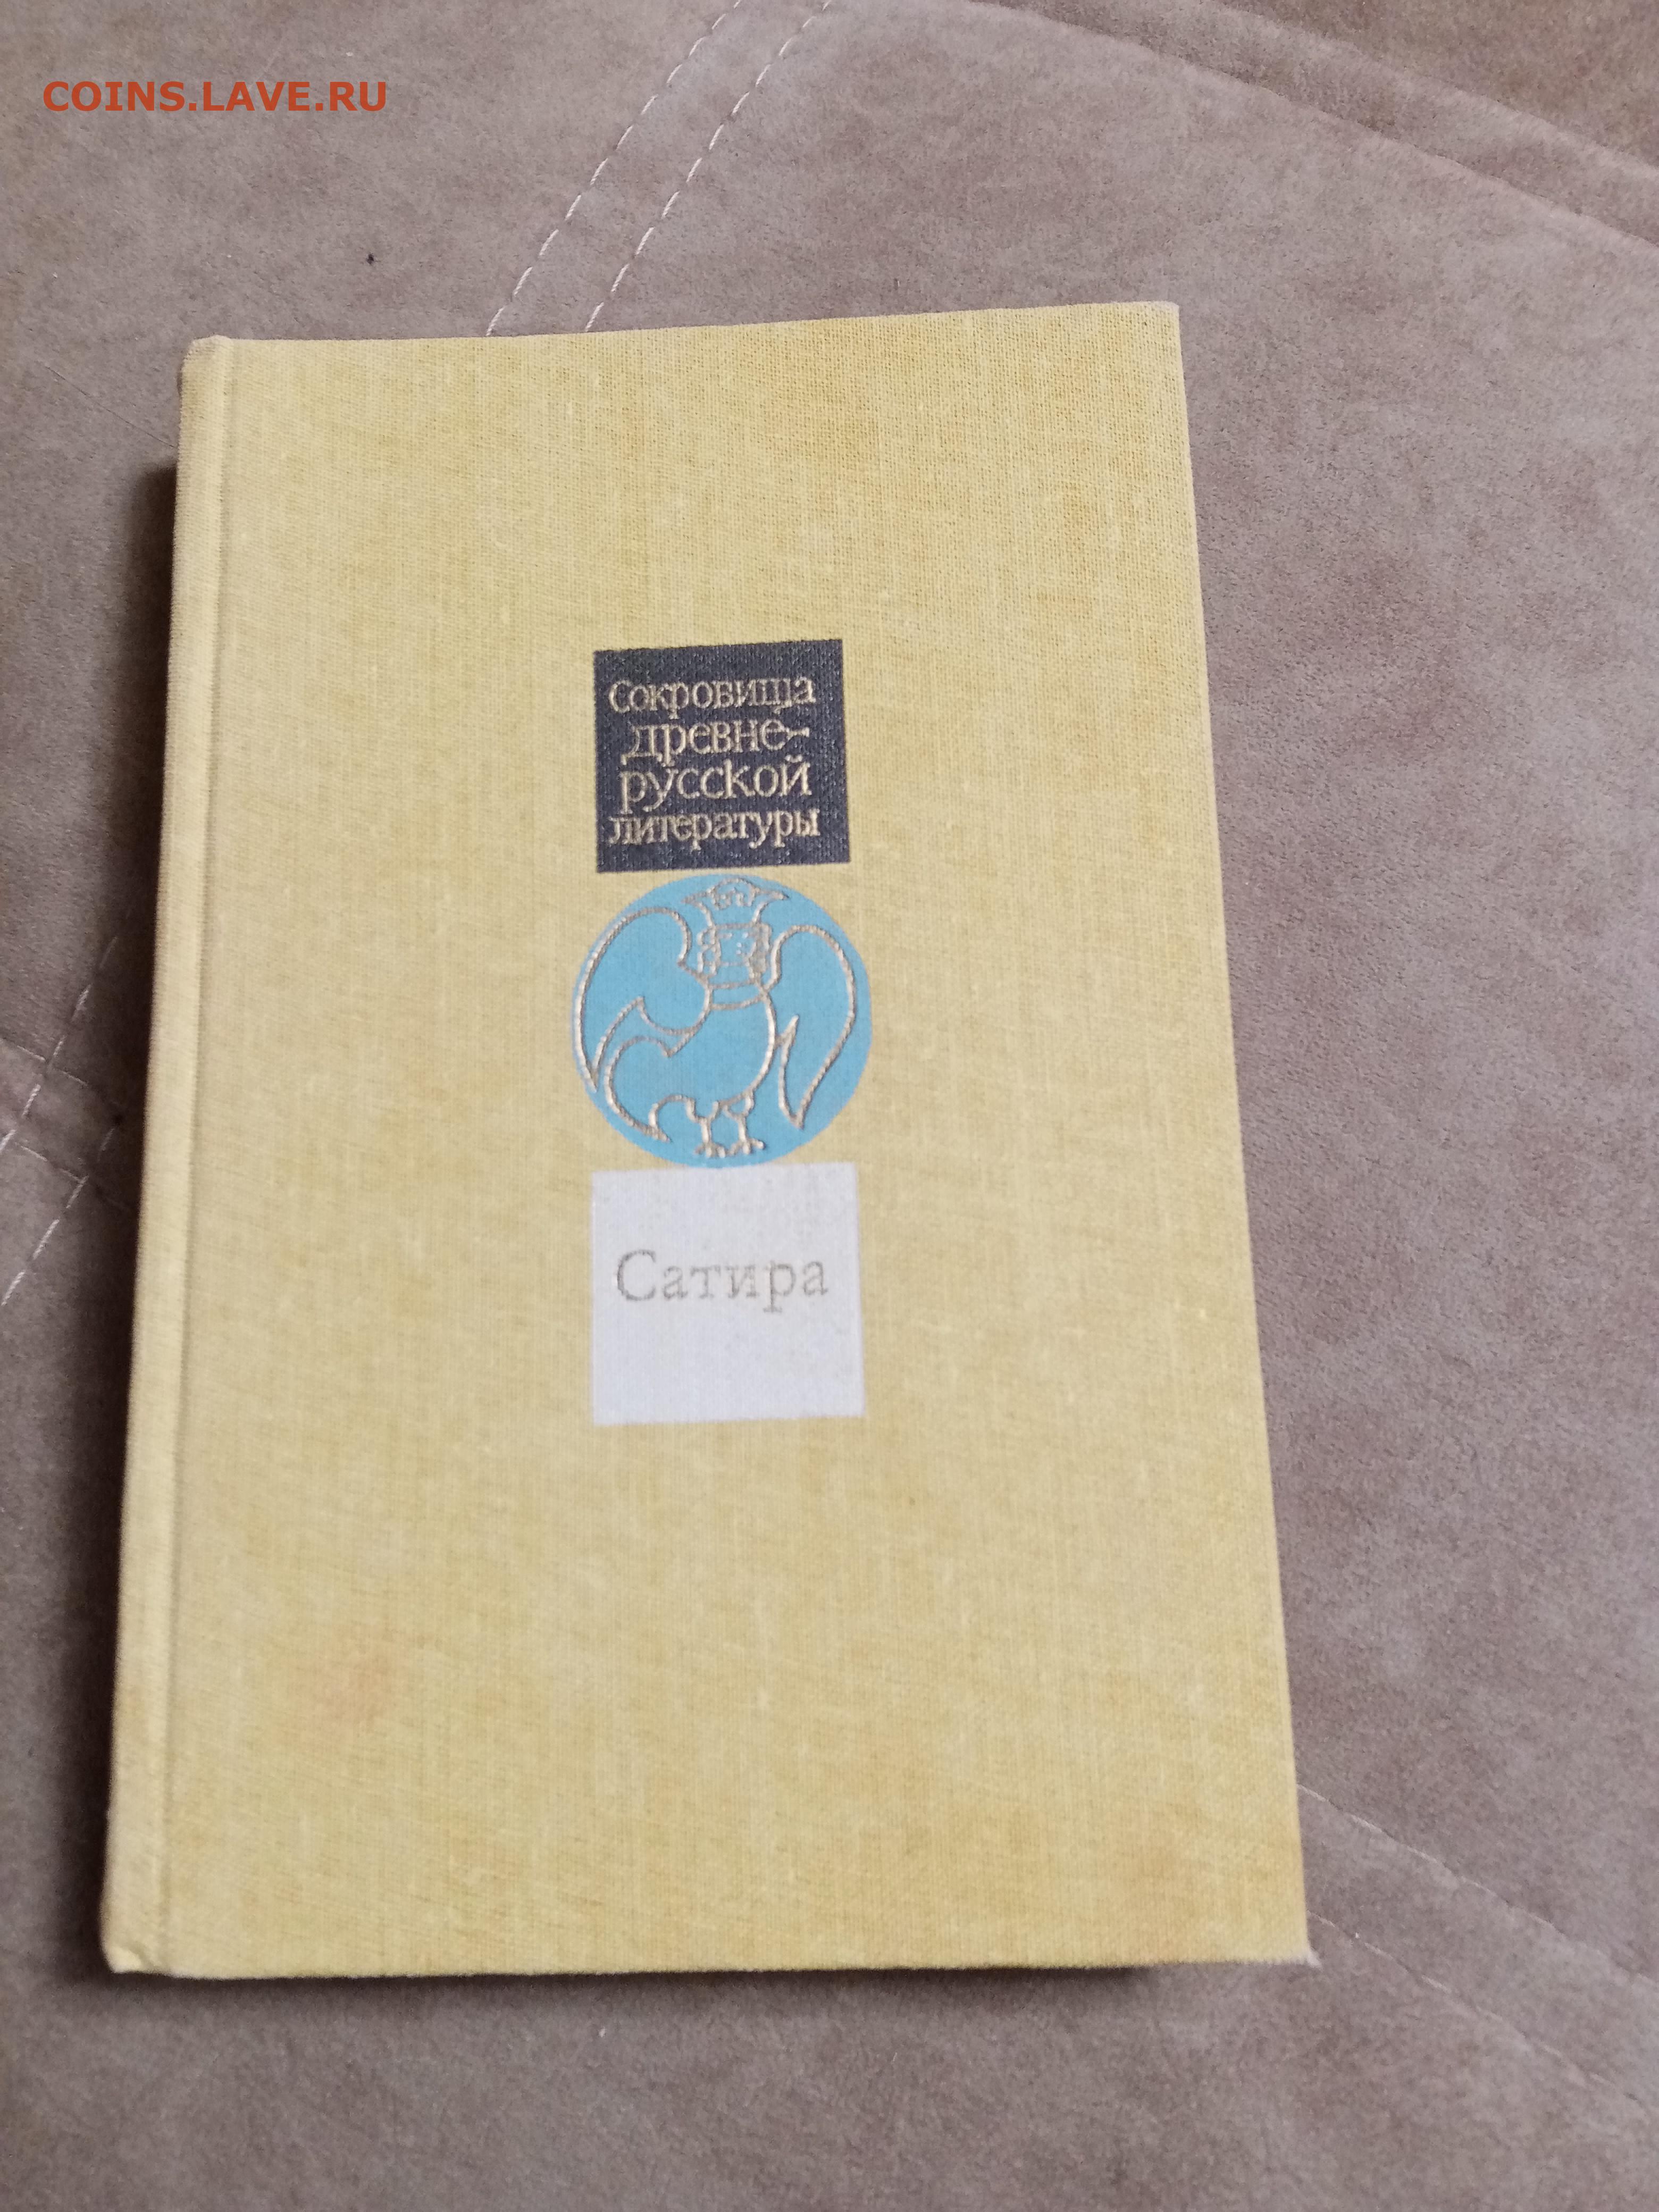 COINS.LAVE.RU
Сокровища
древне-
русской
литературы
Сатира